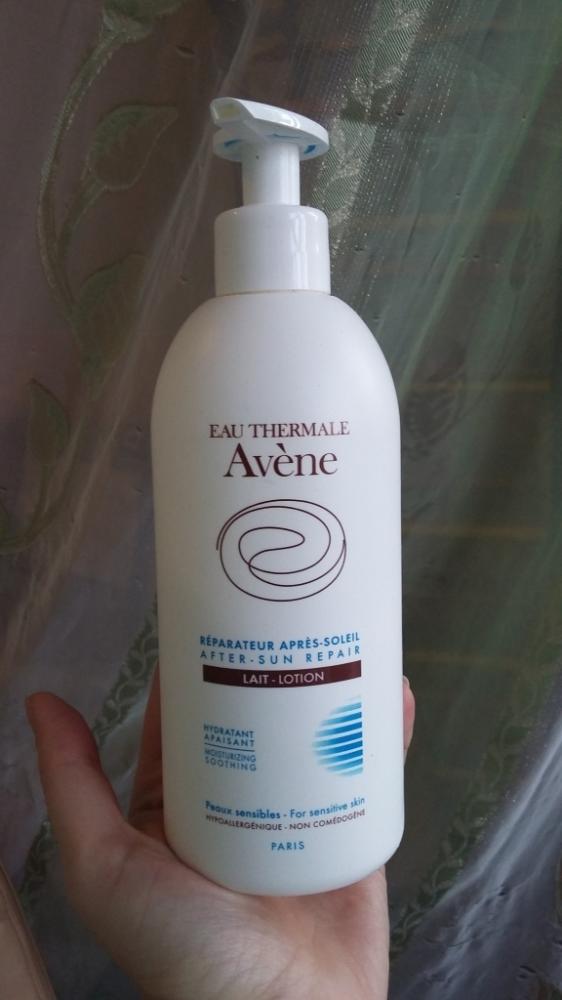 EAU THERMALE
Avène
RÉPARATEUR APRÈS-SOLEIL
AFTER-SUN REPAIR
LAIT - LOTION
HYDRATANT
APAISANT
MOISTURIZING
SOOTHING
Peaux sensibles - For sensitive skin
HYPOALLERGÉNIQUE - NON COMÉDOGÈNE
PARIS